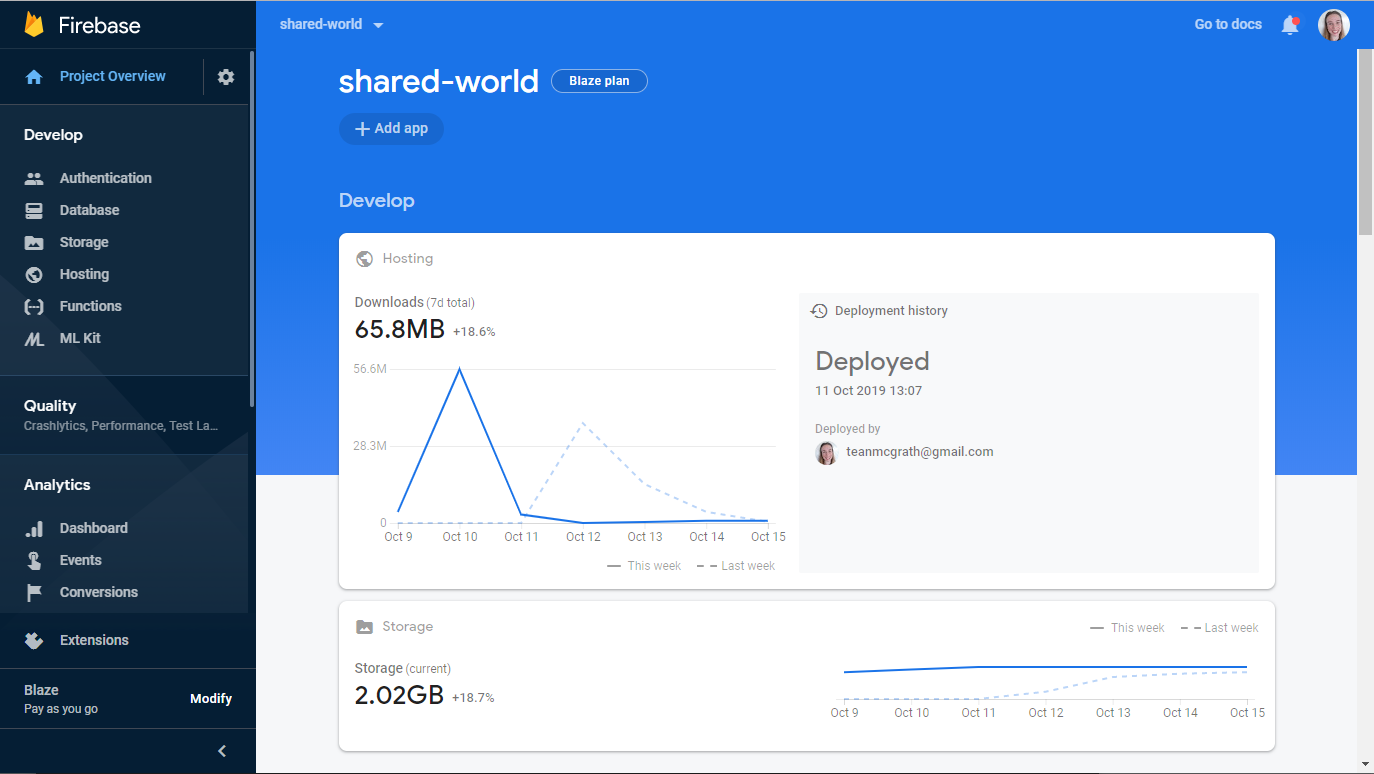 Firebase
Project Overview
Develop
Authentication
Database
Storage
Hosting
Functions
ML Kit
Quality
Crashlytics, Performance, Test La...
Analytics
Dashboard
Events
Conversions
Extensions
Blaze
Pay as you go
Modify
shared-world
Go to docs
shared-world
Blaze plan
+ Add app
Develop
Hosting
Downloads (7d total)
65.8MB +18.6%
56.6M
28.3M
0
Oct 9 Oct 10 Oct 11 Oct 12 Oct 13 Oct 14 Oct 15
This week Last week
Deployment history
Deployed
11 Oct 2019 13:07
Deployed by
teanmcgrath@gmail.com
Storage
This week Last week
Storage (current)
2.02GB +18.7%
Oct 9 Oct 10 Oct 11 Oct 12 Oct 13 Oct 14 Oct 15